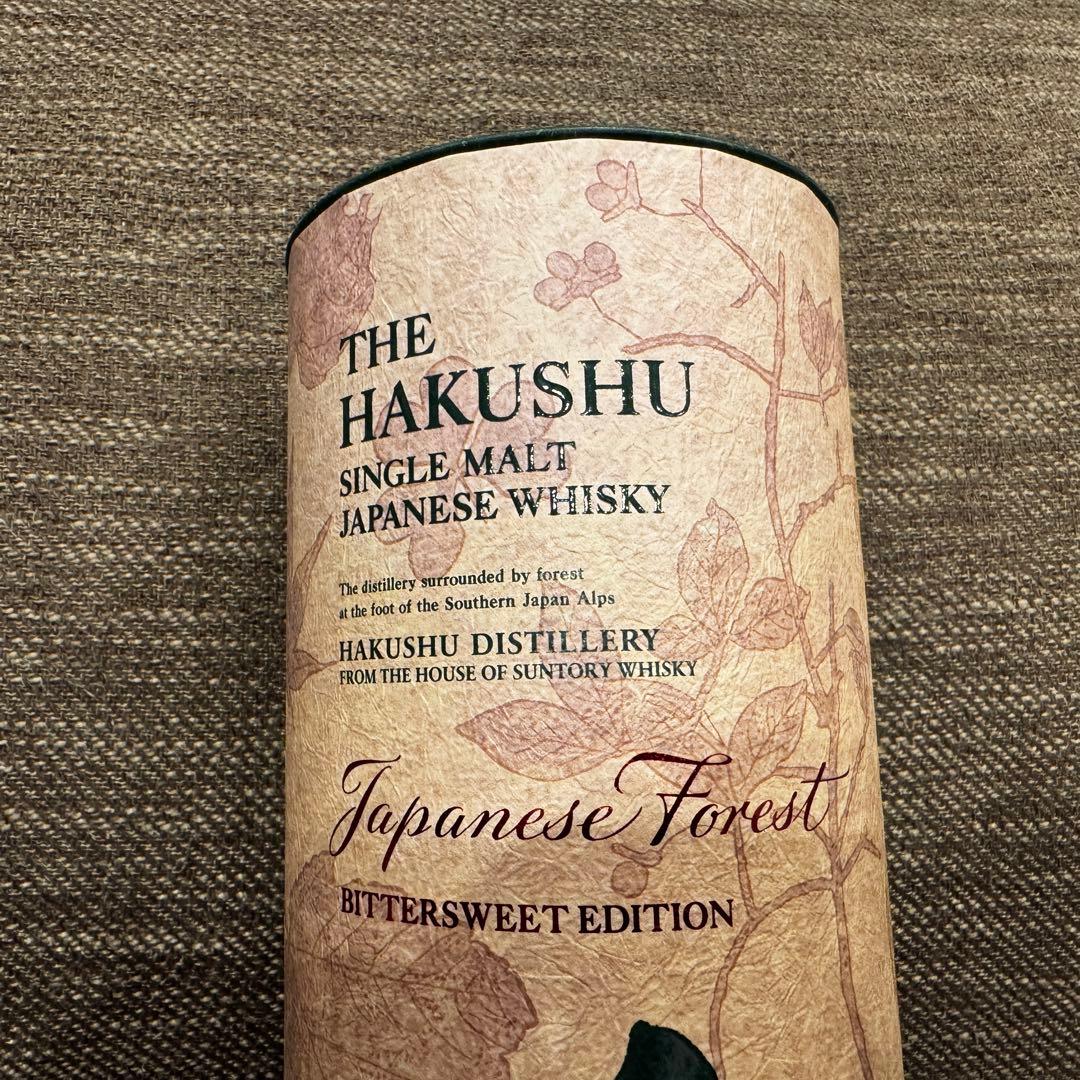 THE
HAKUSHU
SINGLE MALT
JAPANESE WHISKY
The distillery surrounded by forest
at the foot of the Southern Japan Alps
HAKUSHU DISTILLERY
FROM THE HOUSE OF SUNTORY WHISKY
Japanese Forest
BITTERSWEET EDITION